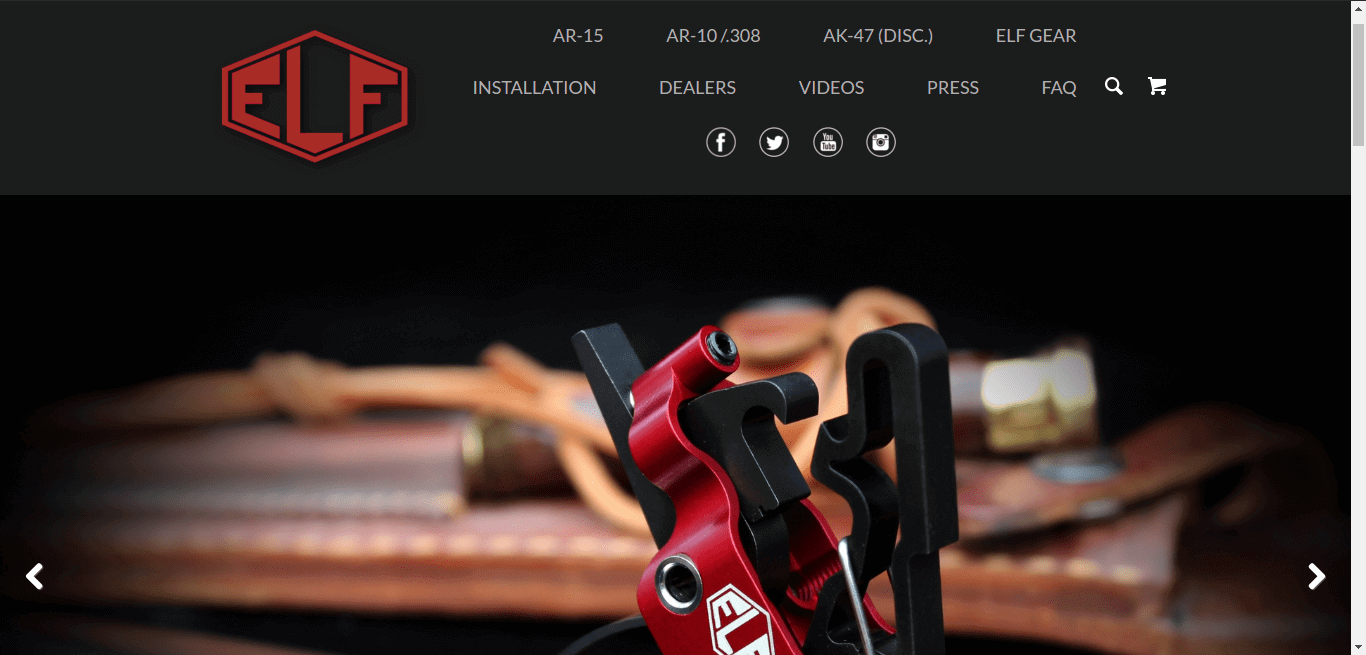 ELF
AR-15
AR-10 /.308
AK-47 (DISC.)
ELF GEAR
INSTALLATION
DEALERS
VIDEOS
PRESS
FAQ
f
You
Tube
ELF